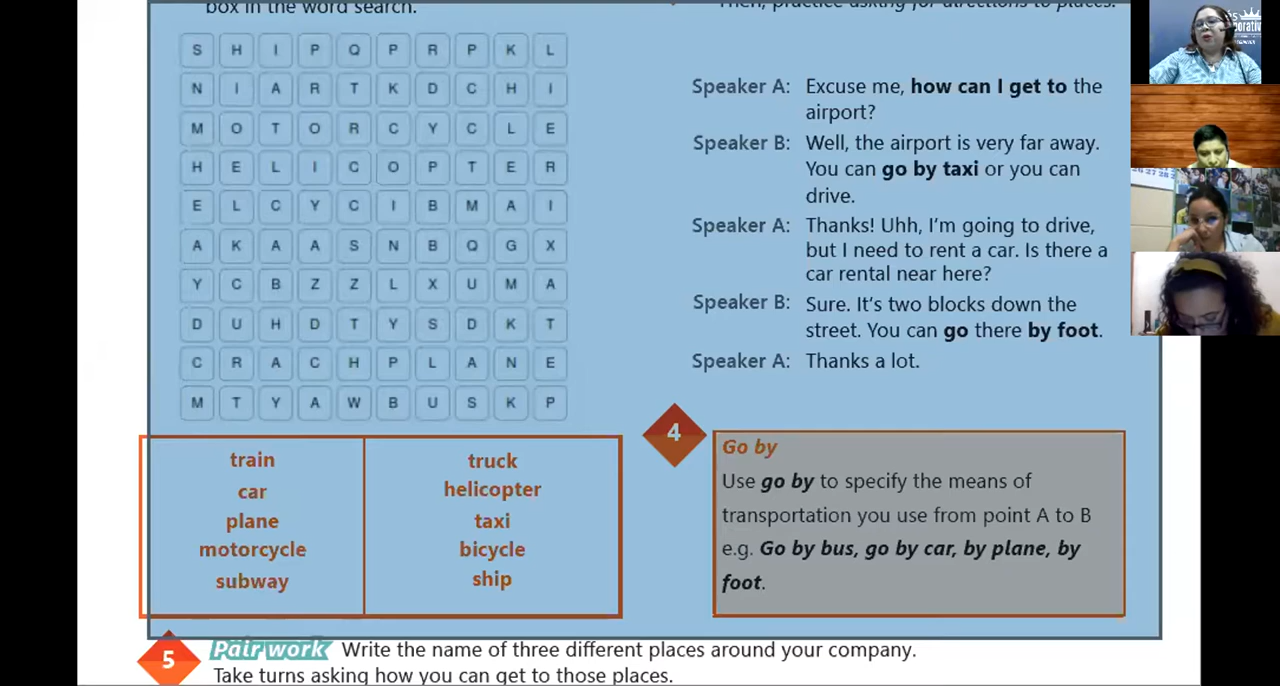 box in the word search.
S H I P Q P R P K L
N I A R T K D C H I
M O T O R C Y C L E
H E L I C O P T E R
E L C Y C I B M A I
A K A A S N B Q G X
Y C B Z Z L X U M A
D U H D T Y S D K T
C R A C H P L A N E
M T Y A W B U S K P
train
car
plane
motorcycle
subway
truck
helicopter
taxi
bicycle
ship
Then, practice asking for directions to places.
Speaker A: Excuse me, how can I get to the
airport?
Speaker B: Well, the airport is very far away.
You can go by taxi or you can
drive.
Speaker A: Thanks! Uhh, I'm going to drive,
but I need to rent a car. Is there a
car rental near here?
Speaker B: Sure. It's two blocks down the
street. You can go there by foot.
Speaker A: Thanks a lot.
4
Go by
Use go by to specify the means of
transportation you use from point A to B
e.g. Go by bus, go by car, by plane, by
foot.
5 Pair work Write the name of three different places around your company.
Take turns asking how you can get to those places.